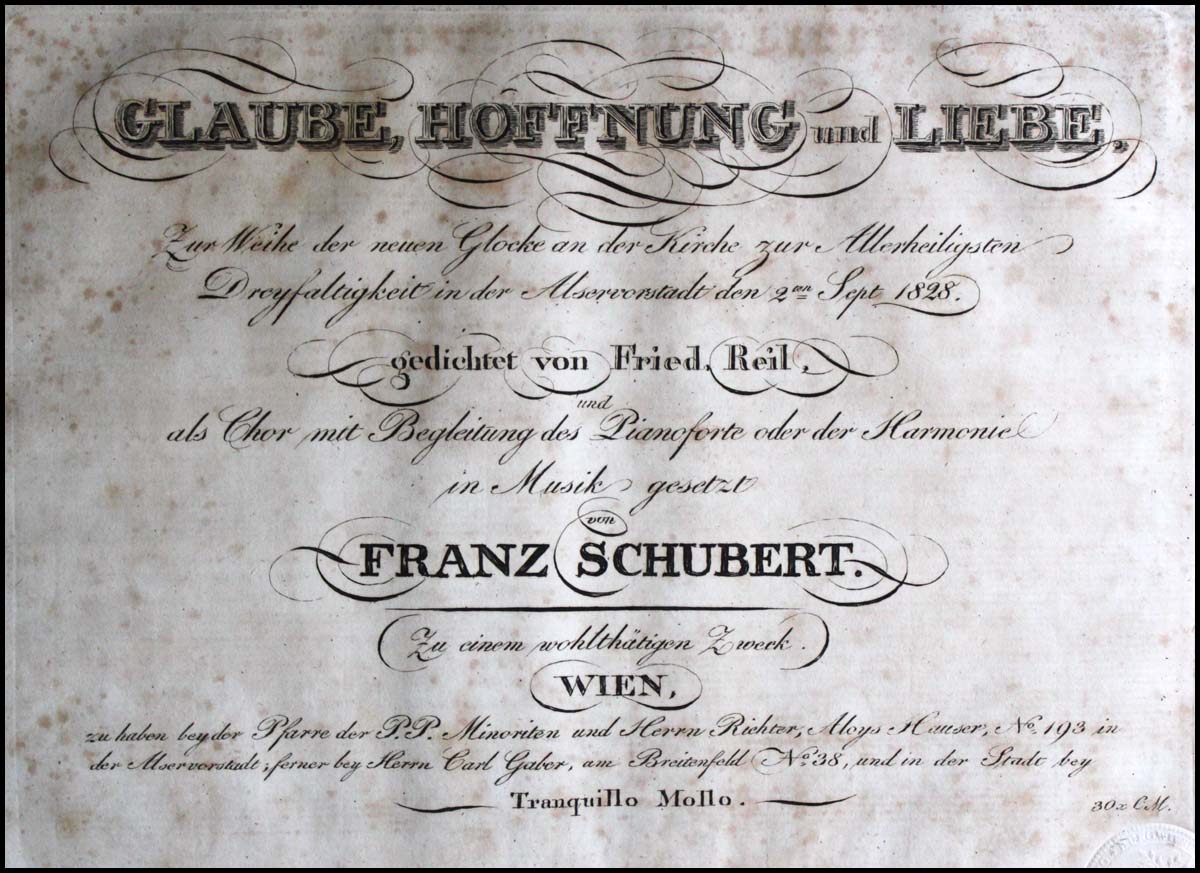 GLAUBE, HOFFNUNG und LIEBE,
Zur Weihe der neuen Glocke an der Kirche zur Allerheiligsten
Dreyfaltigkeit in der Alservorstadt den 2ten Sept 1828.
gedichtet von Fried. Reil,
und
als Chor mit Begleitung des Pianoforte oder der Harmonie
in Musik gesetzt
von
FRANZ SCHUBERT.
Zu einem wohlthätigen Zweck.
WIEN,
zu haben bey der Pfarre der P.P. Minoriten und Herrn Richter, Aloys Hauser, No. 193 in
der Alservorstadt; ferner bey Herrn Carl Gaber, am Breitenfeld No. 38, und in der Stadt bey
Tranquillo Mollo.
30x C.M.